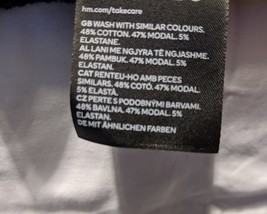 hm.com/takecare
GB WASH WITH SIMILAR COLOURS.
48% COTTON. 47% MODAL. 5%
ELASTANE.
AL LANI ME NGJYRA TË NGJASHME.
48% PAMBUK. 47% MODAL. 5%
ELASTAN.
CAT RENTEU-HO AMB PECES
SIMILARS. 48% COTÓ. 47% MODAL.
5% ELASTÀ.
CZ PERTE S PODOBNÝMI BARVAMI.
48% BAVLNA. 47% MODAL. 5%
ELASTAN.
DE MIT ÄHNLICHEN FARBEN